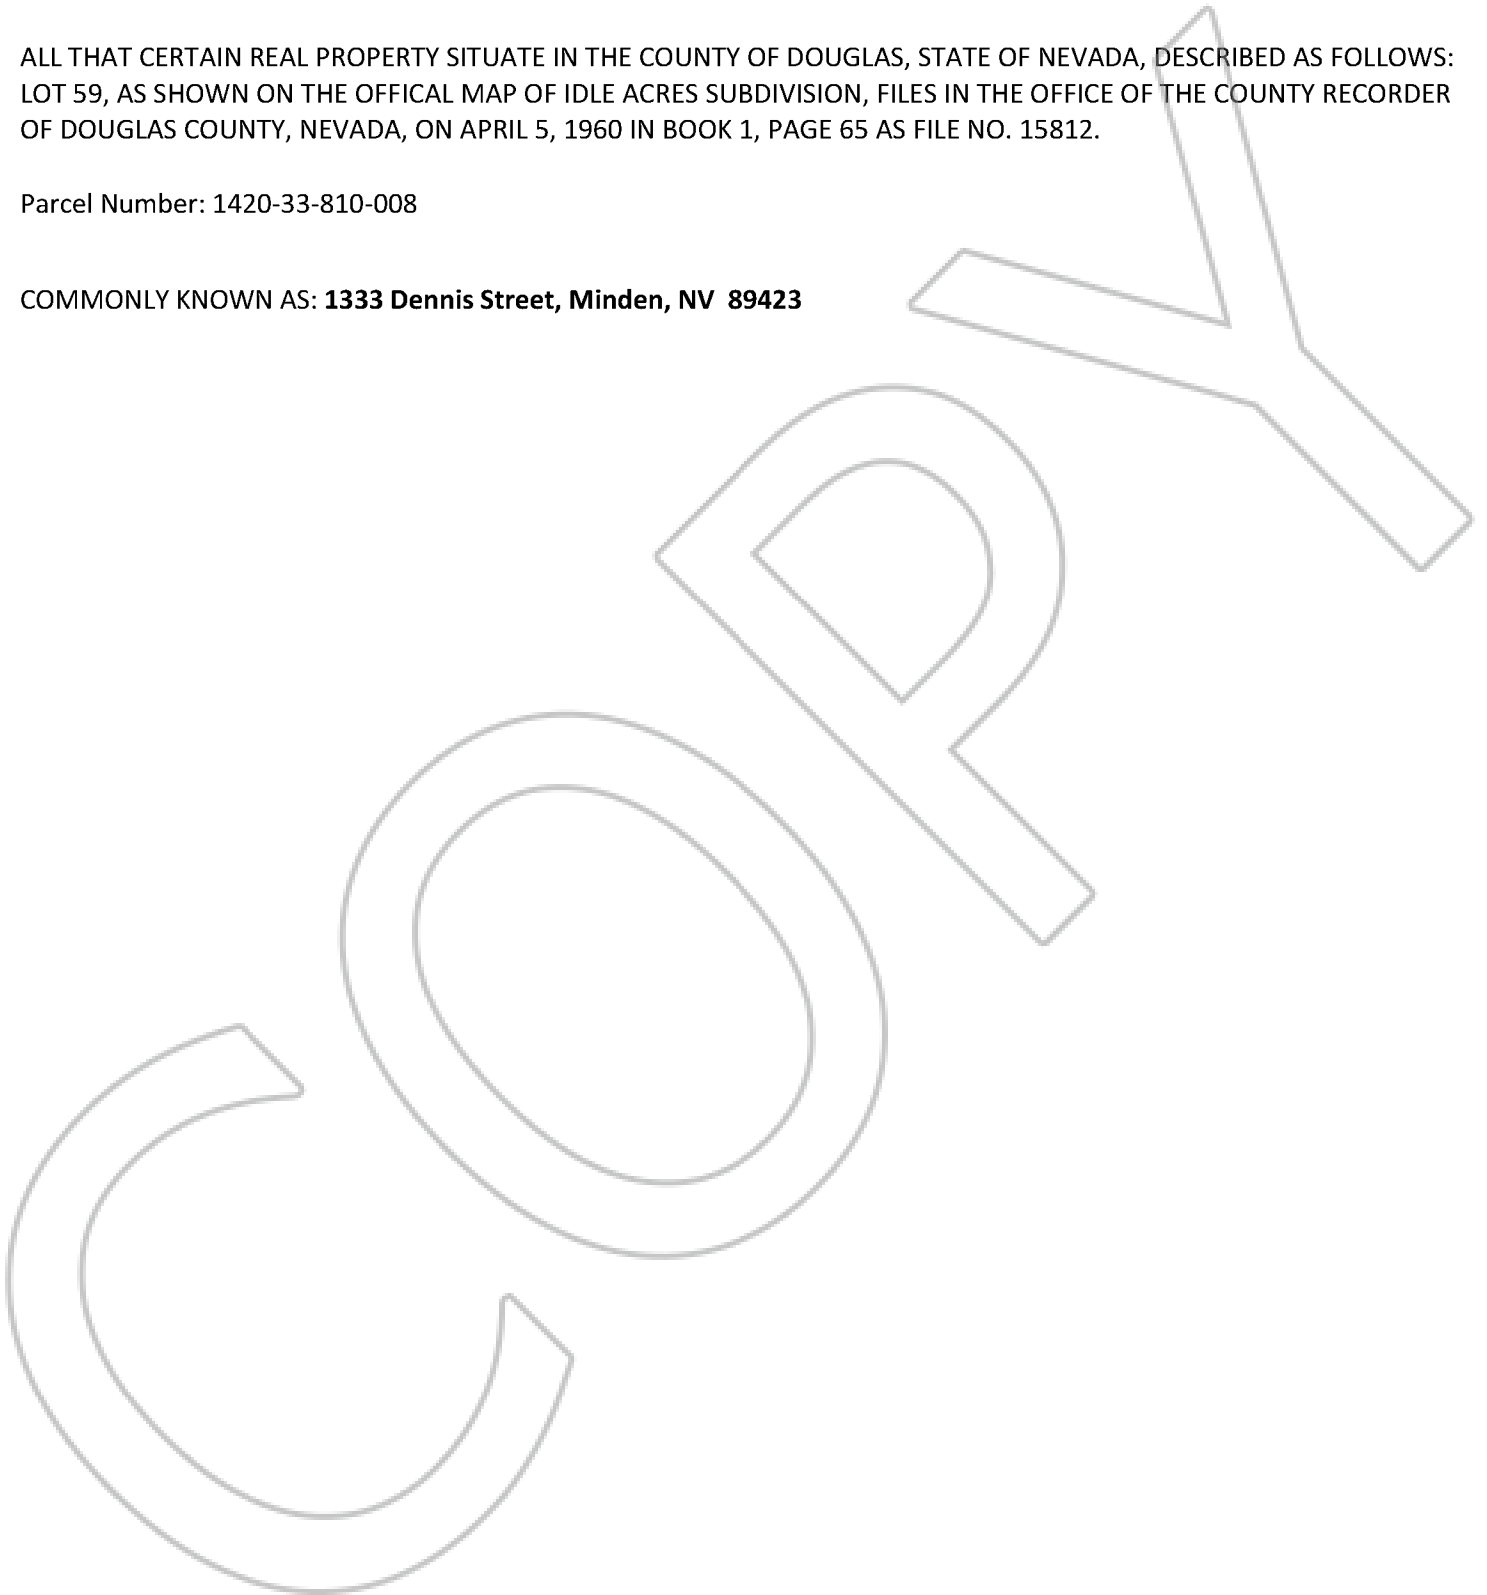 ALL THAT CERTAIN REAL PROPERTY SITUATE IN THE COUNTY OF DOUGLAS, STATE OF NEVADA, DESCRIBED AS FOLLOWS:
LOT 59, AS SHOWN ON THE OFFICAL MAP OF IDLE ACRES SUBDIVISION, FILES IN THE OFFICE OF THE COUNTY RECORDER
OF DOUGLAS COUNTY, NEVADA, ON APRIL 5, 1960 IN BOOK 1, PAGE 65 AS FILE NO. 15812.
Parcel Number: 1420-33-810-008
COMMONLY KNOWN AS: 1333 Dennis Street, Minden, NV  89423
COPY